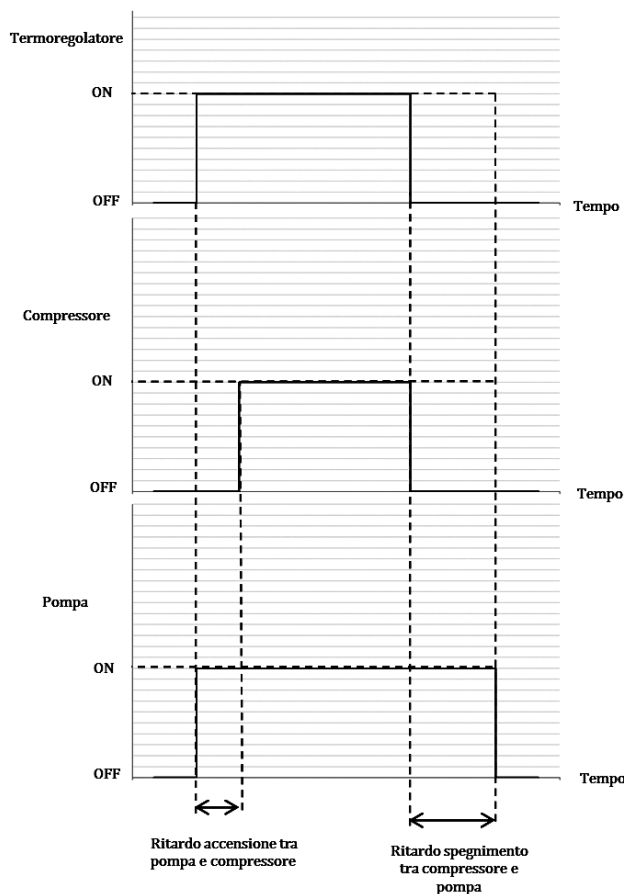 Termoregolatore
ON
OFF
Tempo
Compressore
ON
OFF
Tempo
Pompa
ON
OFF
Tempo
Ritardo accensione tra
pompa e compressore
Ritardo spegnimento
tra compressore e
pompa